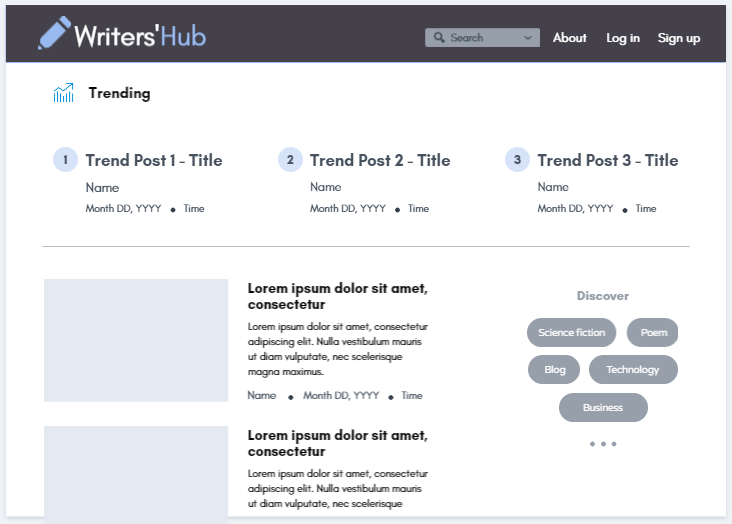 Writers'Hub
Search
About
Log in
Sign up
Trending
1 Trend Post 1 - Title
Name
Month DD, YYYY • Time
2 Trend Post 2 - Title
Name
Month DD, YYYY • Time
3 Trend Post 3 - Title
Name
Month DD, YYYY • Time
Lorem ipsum dolor sit amet,
consectetur
Lorem ipsum dolor sit amet, consectetur
adipiscing elit. Nulla vestibulum mauris
ut diam vulputate, nec scelerisque
magna maximus.
Name • Month DD, YYYY • Time
Lorem ipsum dolor sit amet,
consectetur
Lorem ipsum dolor sit amet, consectetur
adipiscing elit. Nulla vestibulum mauris
ut diam vulputate, nec scelerisque
Discover
Science fiction
Poem
Blog
Technology
Business